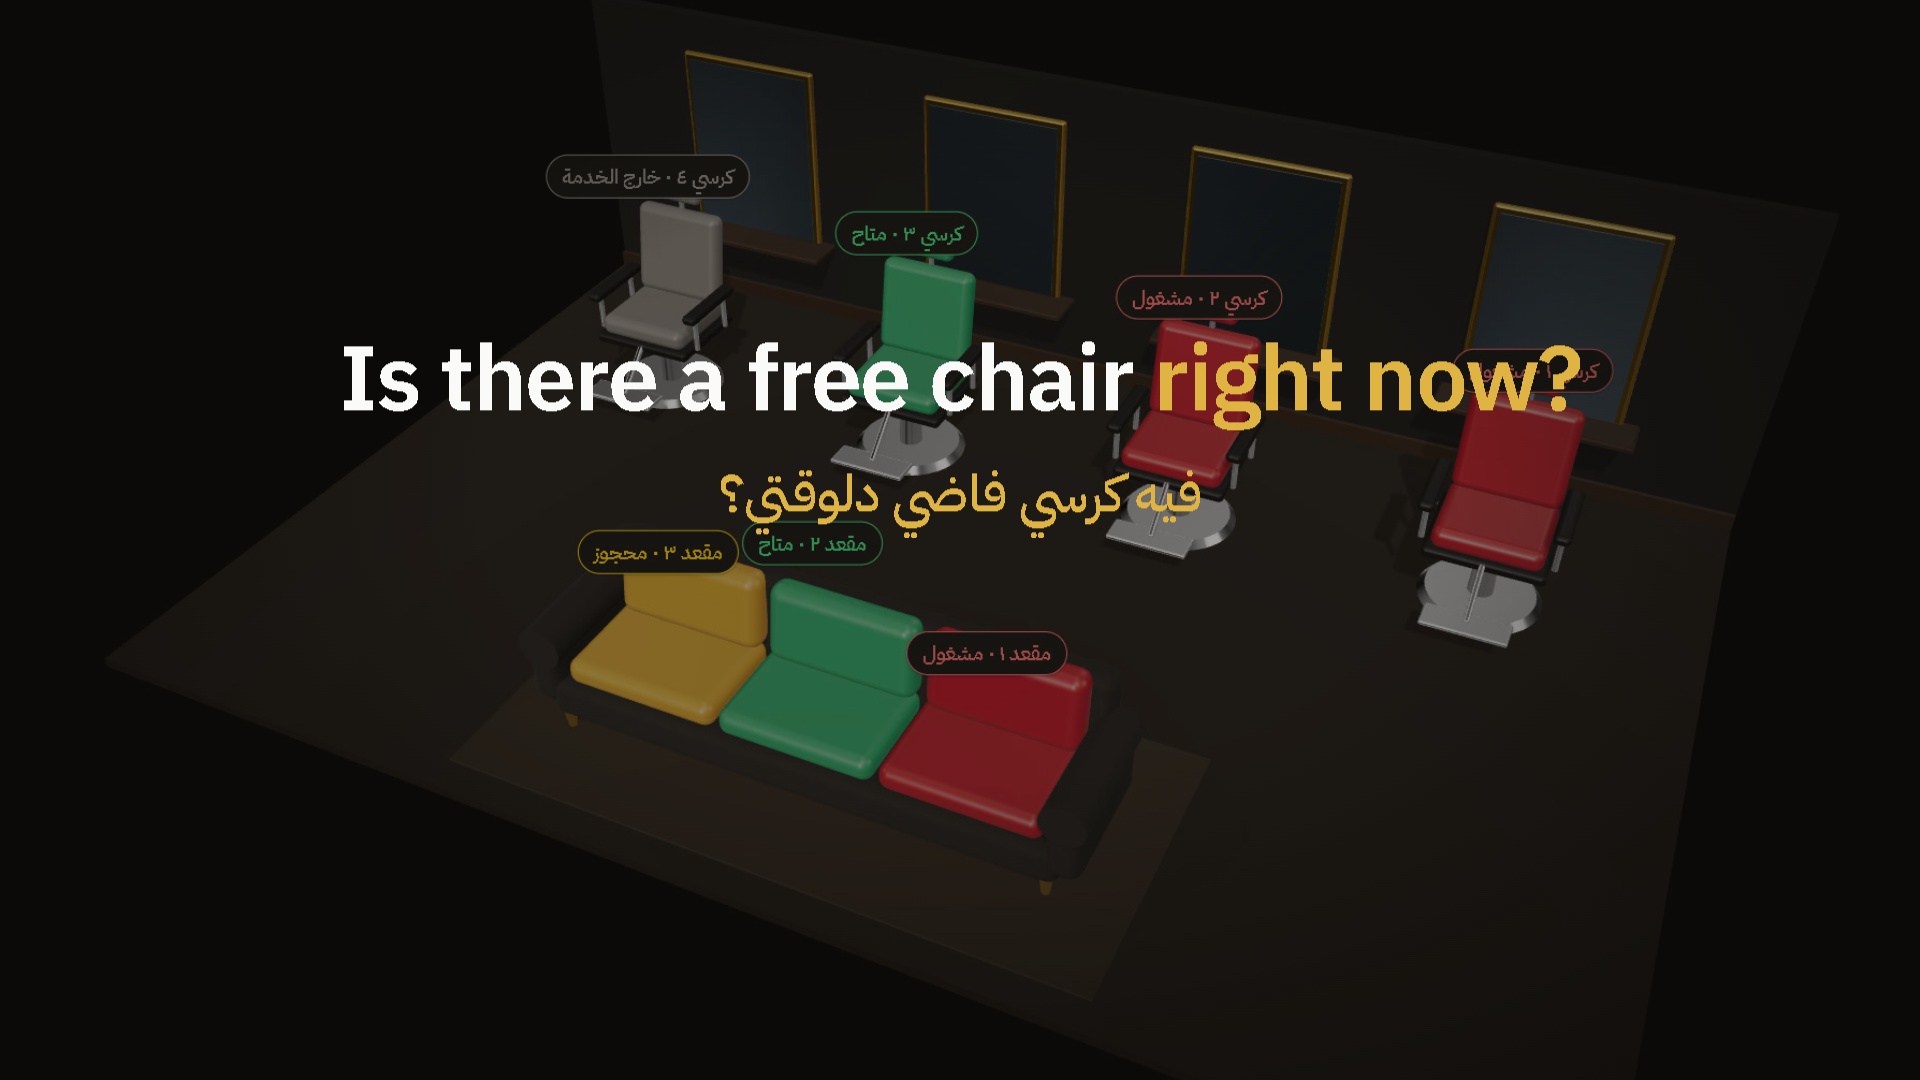 كرسي ٤ · خارج الخدمة
كرسي ٣ · متاح
كرسي ٢ · مشغول
Is there a free chair right now?
فيه كرسي فاضي دلوقتي؟
مقعد ٣ · محجوز
مقعد ٢ · متاح
مقعد ١ · مشغول